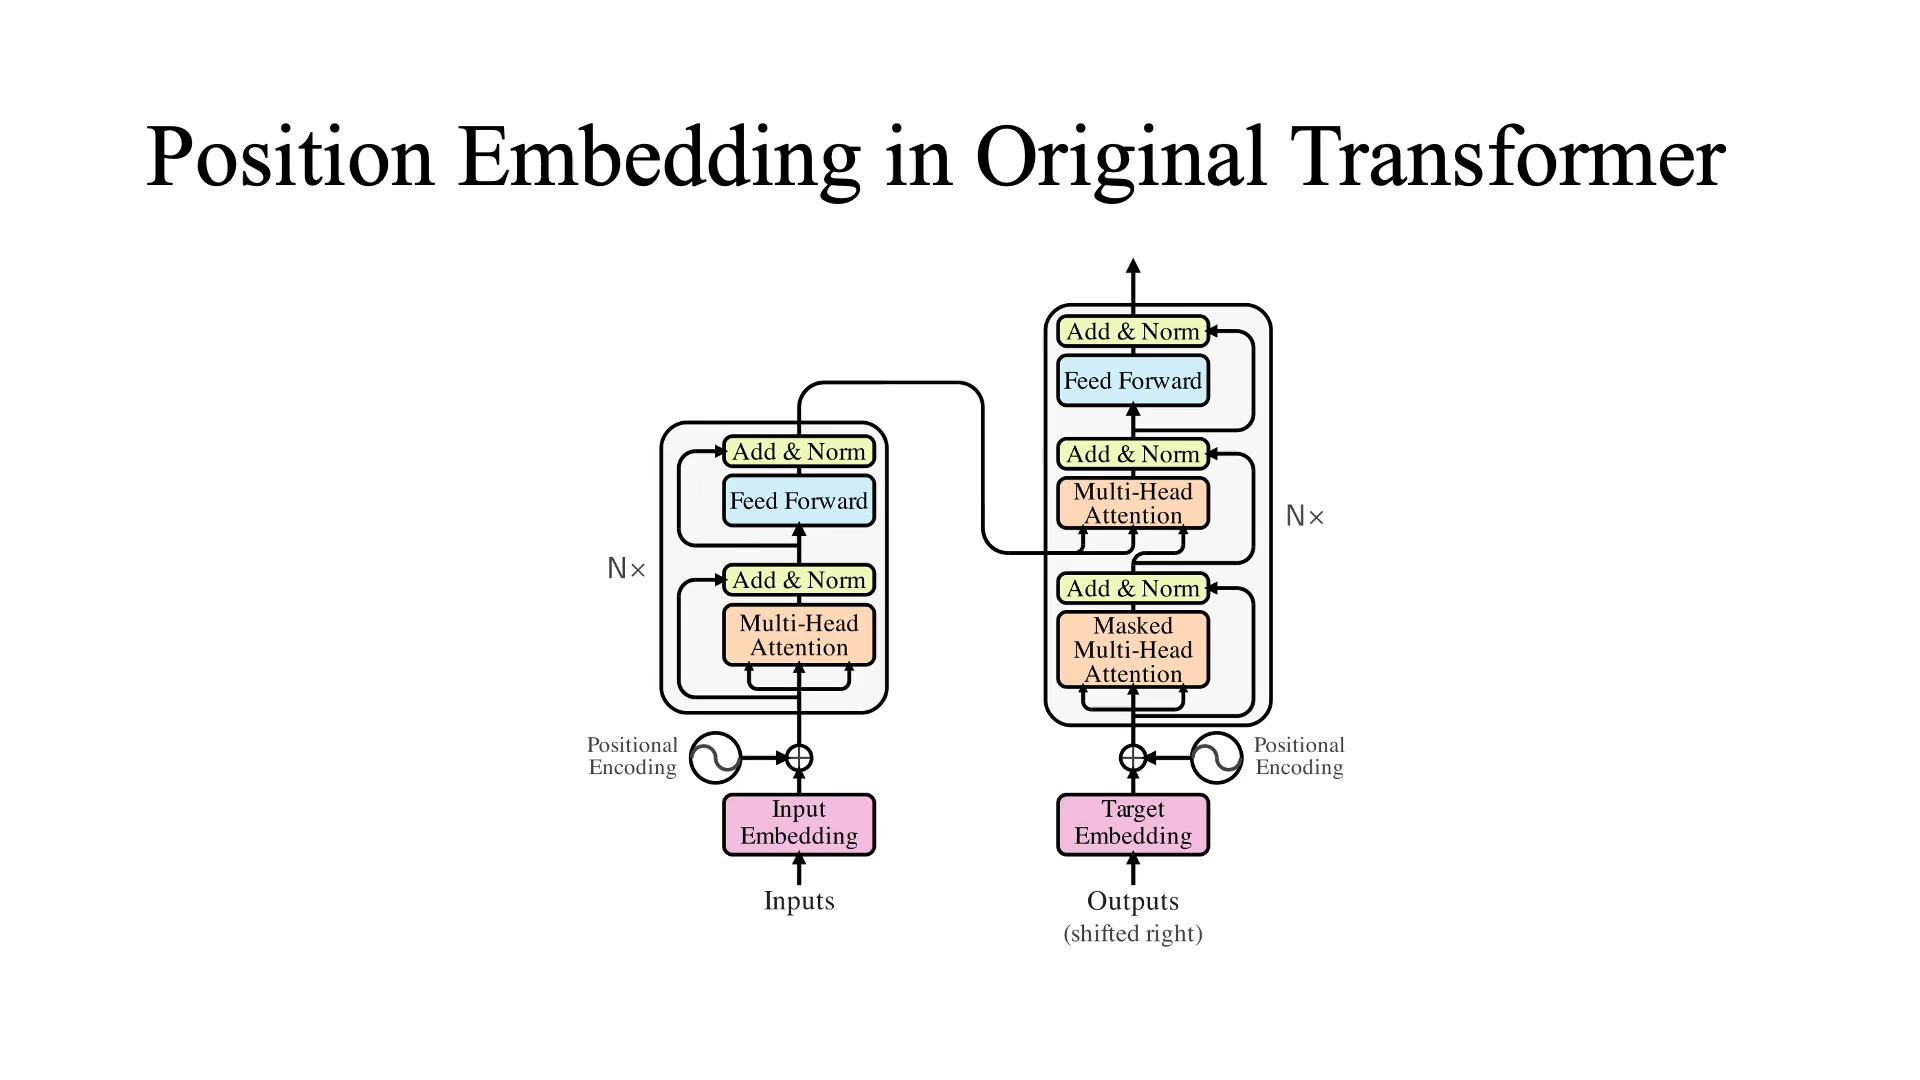 Position Embedding in Original Transformer
Add & Norm
Feed Forward
Add & Norm
Multi-Head
Attention
N×
Positional
Encoding
Input
Embedding
Inputs
Add & Norm
Feed Forward
Add & Norm
Multi-Head
Attention
N×
Add & Norm
Masked
Multi-Head
Attention
Positional
Encoding
Target
Embedding
Outputs
(shifted right)